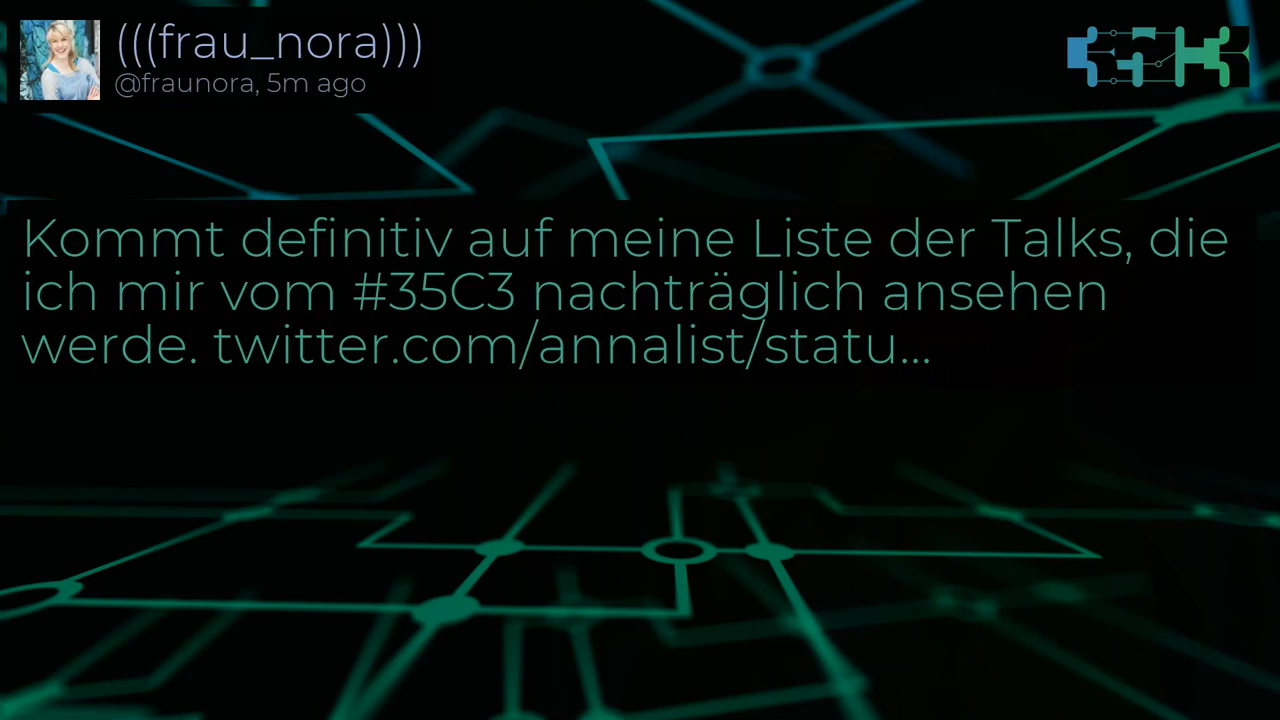 (((frau_nora)))
@fraunora, 5m ago
Kommt definitiv auf meine Liste der Talks, die
ich mir vom #35C3 nachträglich ansehen
werde. twitter.com/annalist/statu…